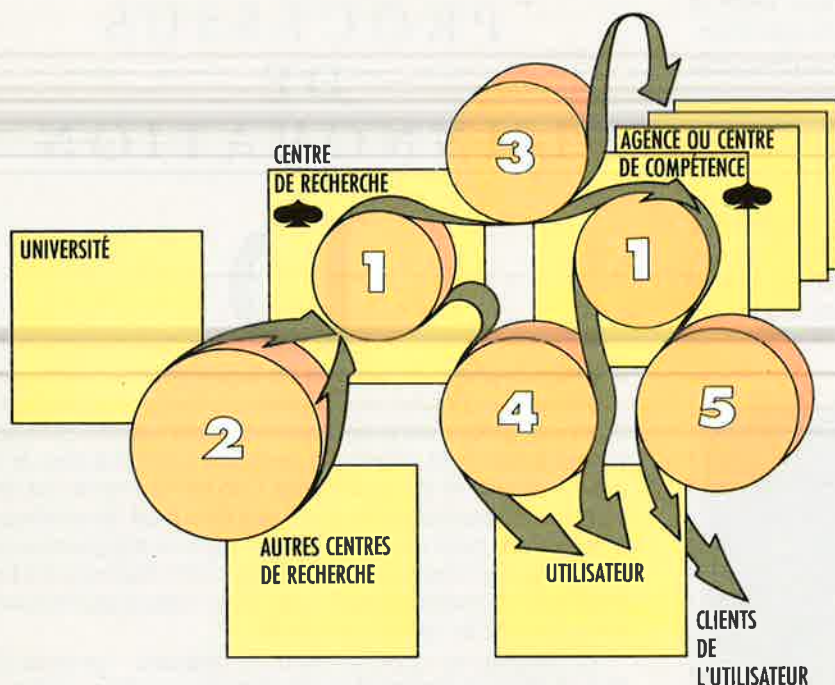 3
AGENCE OU CENTRE
DE COMPÉTENCE
CENTRE
DE RECHERCHE
UNIVERSITÉ
1
1
2
4
5
AUTRES CENTRES
DE RECHERCHE
UTILISATEUR
CLIENTS
DE
L'UTILISATEUR